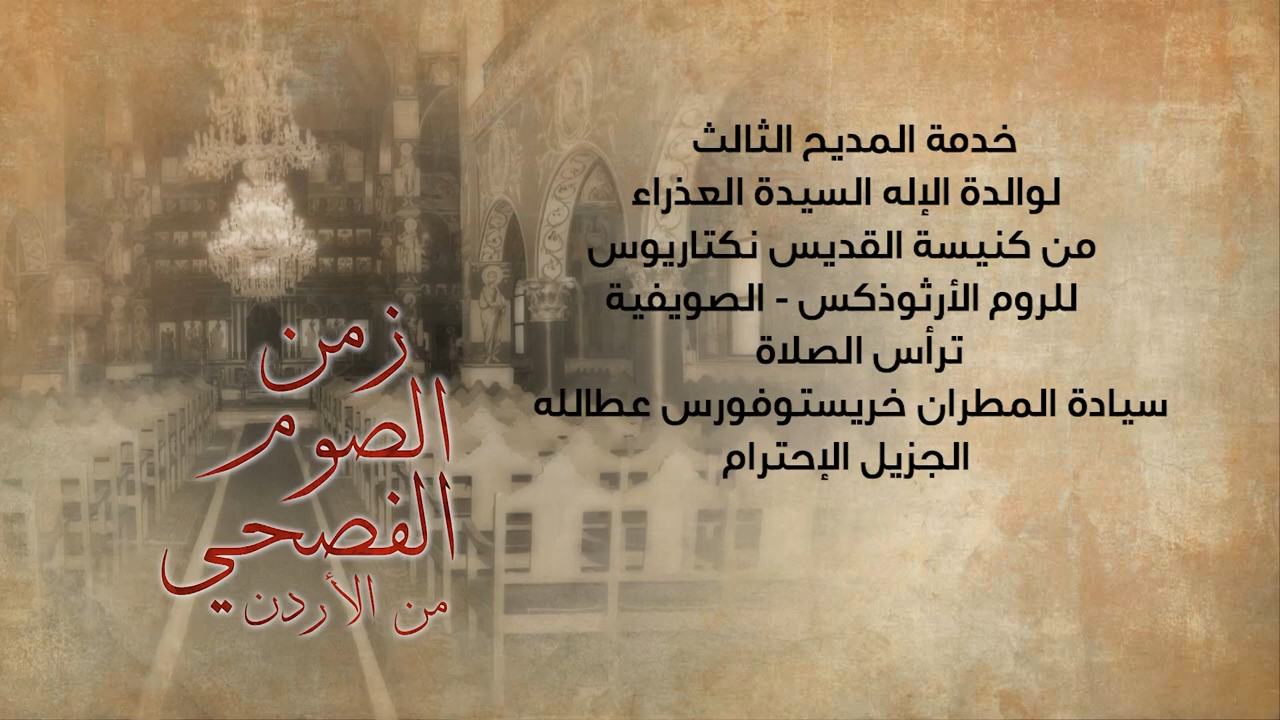 خدمة المديح الثالث
لوالدة الإله السيدة العذراء
من كنيسة القديس نكتاريوس
للروم الأرثوذكس - الصويفية
ترأس الصلاة
سيادة المطران خريستوفورس عطالله
الجزيل الإحترام
زمن
الصوم
الفصحي
من الأردن